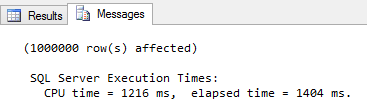 Results Messages
(1000000 row(s) affected)
SQL Server Execution Times:
CPU time = 1216 ms,  elapsed time = 1404 ms.